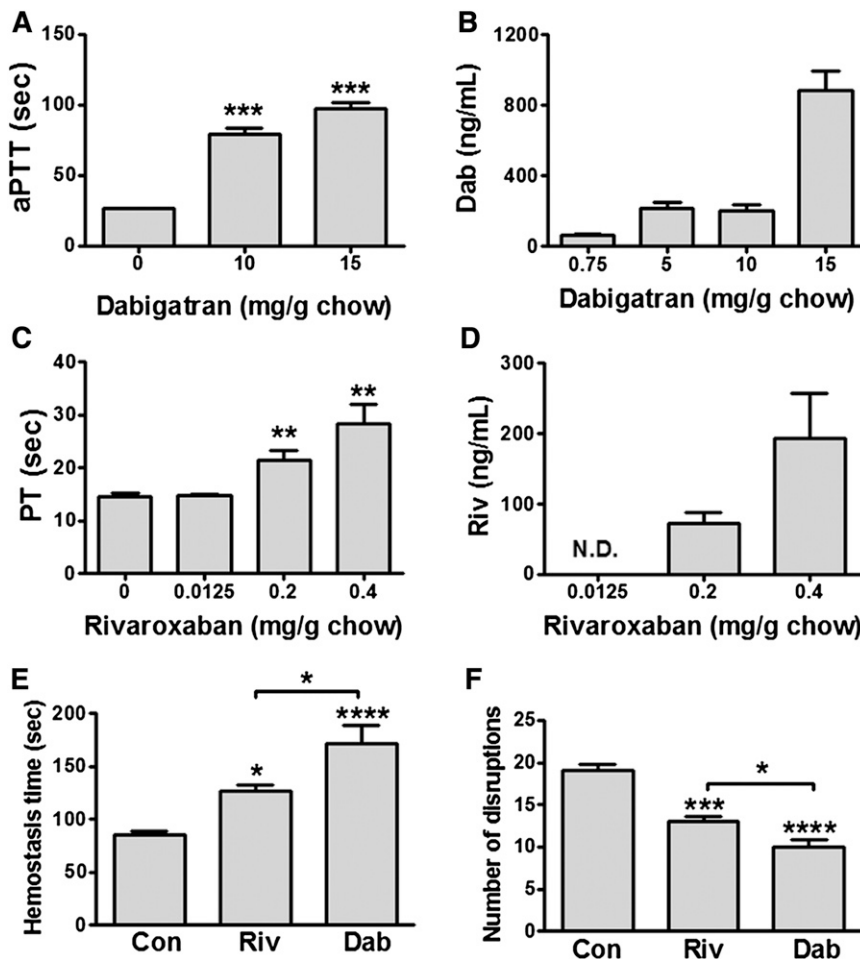 A
aPTT (sec)
150
100
50
0
***
***
0 10 15
Dabigatran (mg/g chow)
B
Dab (ng/mL)
1200
800
400
0
0.75 5 10 15
Dabigatran (mg/g chow)
C
PT (sec)
40
30
20
10
0
**
**
0 0.0125 0.2 0.4
Rivaroxaban (mg/g chow)
D
Riv (ng/mL)
300
200
100
0
N.D.
0.0125 0.2 0.4
Rivaroxaban (mg/g chow)
E
Hemostasis time (sec)
200
150
100
50
0
*
*
****
Con Riv Dab
F
Number of disruptions
25
20
15
10
5
0
*
***
****
Con Riv Dab